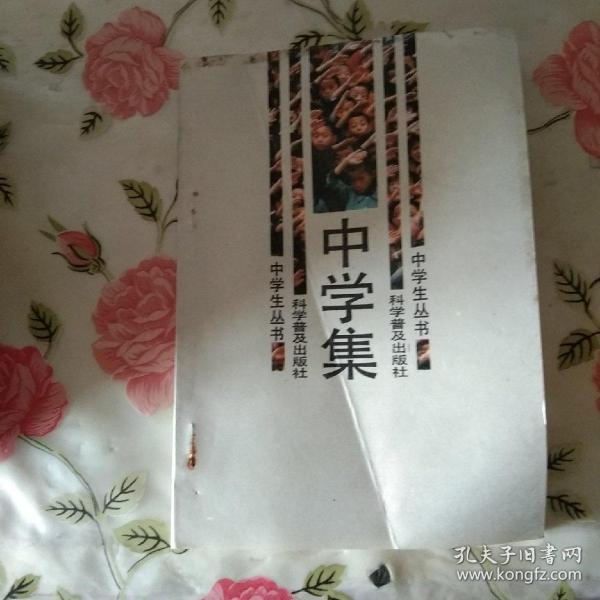 中学集
中学生丛书
科学普及出版社
科学普及出版社
中学生丛书
孔夫子旧书网
www.kongfz.com